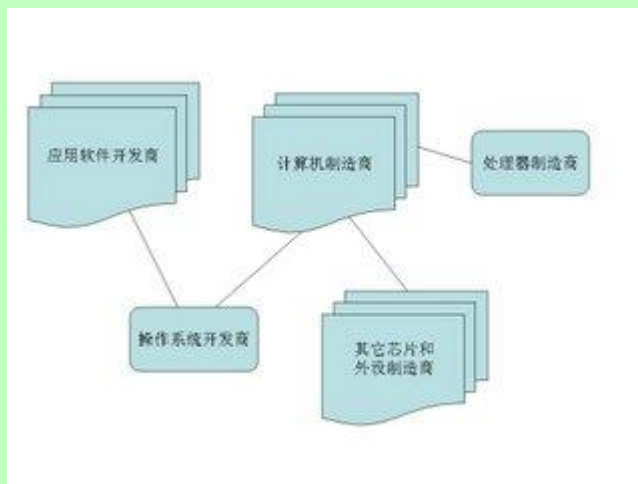 应用软件开发商
计算机制造商
处理器制造商
操作系统开发商
其它芯片和
外设制造商